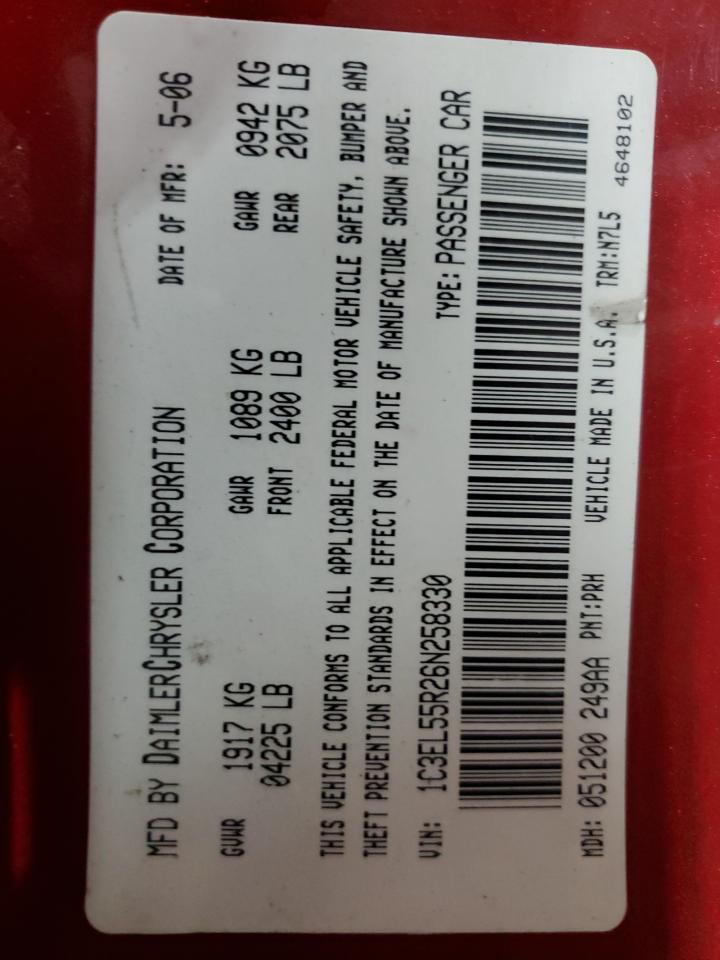 MFD BY DAIMLERCHRYSLER CORPORATION DATE OF MFR: 5-06
GVWR 1917 KG GAWR 1089 KG GAWR 0942 KG
04225 LB FRONT 2400 LB REAR 2075 LB
THIS VEHICLE CONFORMS TO ALL APPLICABLE FEDERAL MOTOR VEHICLE SAFETY, BUMPER AND
THEFT PREVENTION STANDARDS IN EFFECT ON THE DATE OF MANUFACTURE SHOWN ABOVE.
VIN: 1C3EL55R26N258330 TYPE: PASSENGER CAR
MDH: 051200 249AA PNT:PRH VEHICLE MADE IN U.S.A. TRM:N7L5
4648102